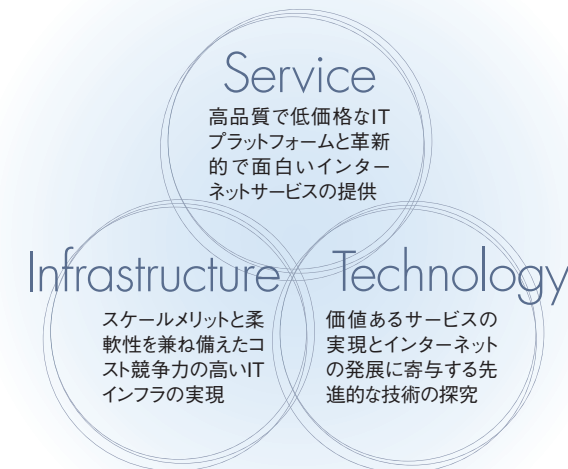 Service
高品質で低価格なIT
プラットフォームと革新
的で面白いインター
ネットサービスの提供
Infrastructure
スケールメリットと柔
軟性を兼ね備えたコ
スト競争力の高いIT
インフラの実現
Technology
価値あるサービスの
実現とインターネット
の発展に寄与する先
進的な技術の探究